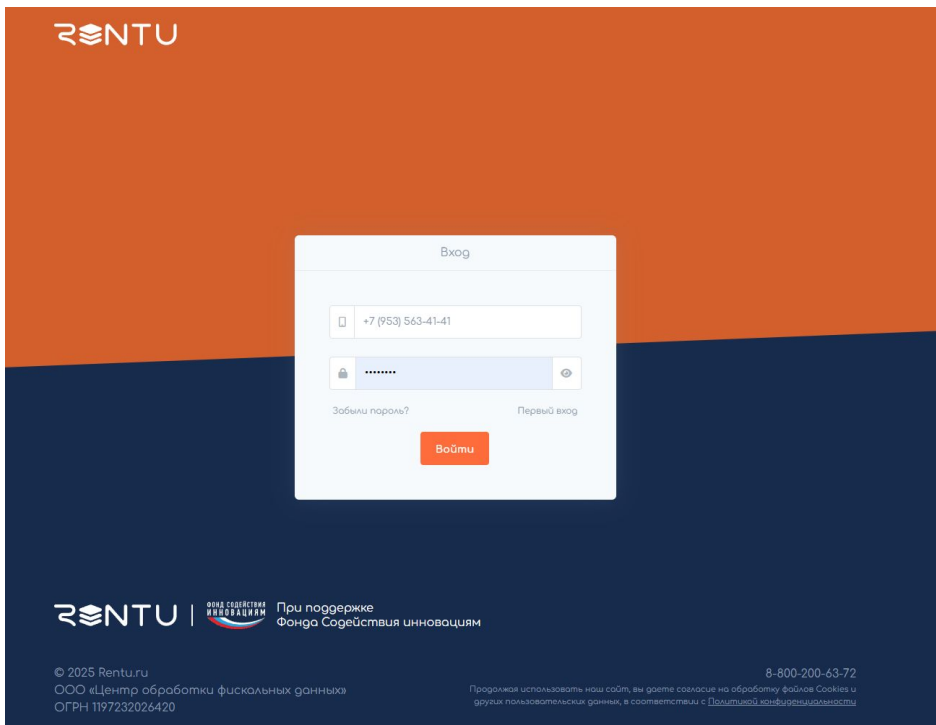 RENTU
Вход
+7 (953) 563-41-41
••••••••
Забыли пароль?
Первый вход
Войти
RENTU
ФОНД СОДЕЙСТВИЯ
ИННОВАЦИЯМ
При поддержке
Фонда Содействия инновациям
© 2025 Rentu.ru
ООО «Центр обработки фискальных данных»
ОГРН 1197232026420
8-800-200-63-72
Продолжая использовать наш сайт, вы даете согласие на обработку файлов Cookies и
других пользовательских данных, в соответствии с Политикой конфиденциальности